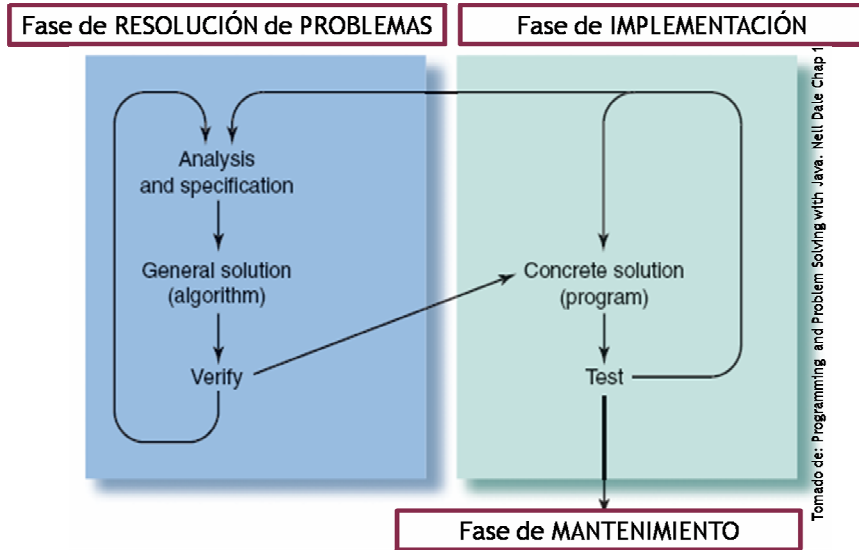 Fase de RESOLUCIÓN de PROBLEMAS
Fase de IMPLEMENTACIÓN
Analysis
and specification
General solution
(algorithm)
Verify
Concrete solution
(program)
Test
Tomado de: Programming and Problem Solving with Java. Nell Dale Chap 1
Fase de MANTENIMIENTO